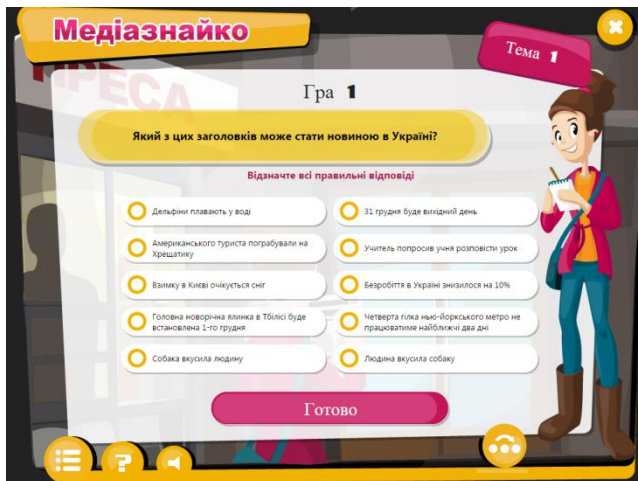 Медіазнайко
Тема 1
ПРЕСА
Гра 1
Який з цих заголовків може стати новиною в Україні?
Відзначте всі правильні відповіді
Дельфіни плавають у воді
31 грудня буде вихідний день
Американського туриста пограбували на
Хрещатику
Учитель попросив учня розповісти урок
Взимку в Києві очікується сніг
Безробіття в Україні знизилося на 10%
Головна новорічна ялинка в Тбілісі буде
встановлена 1-го грудня
Четверта гілка нью-йоркського метро не
працюватиме найближчі два дні
Собака вкусила людину
Людина вкусила собаку
Готово
?